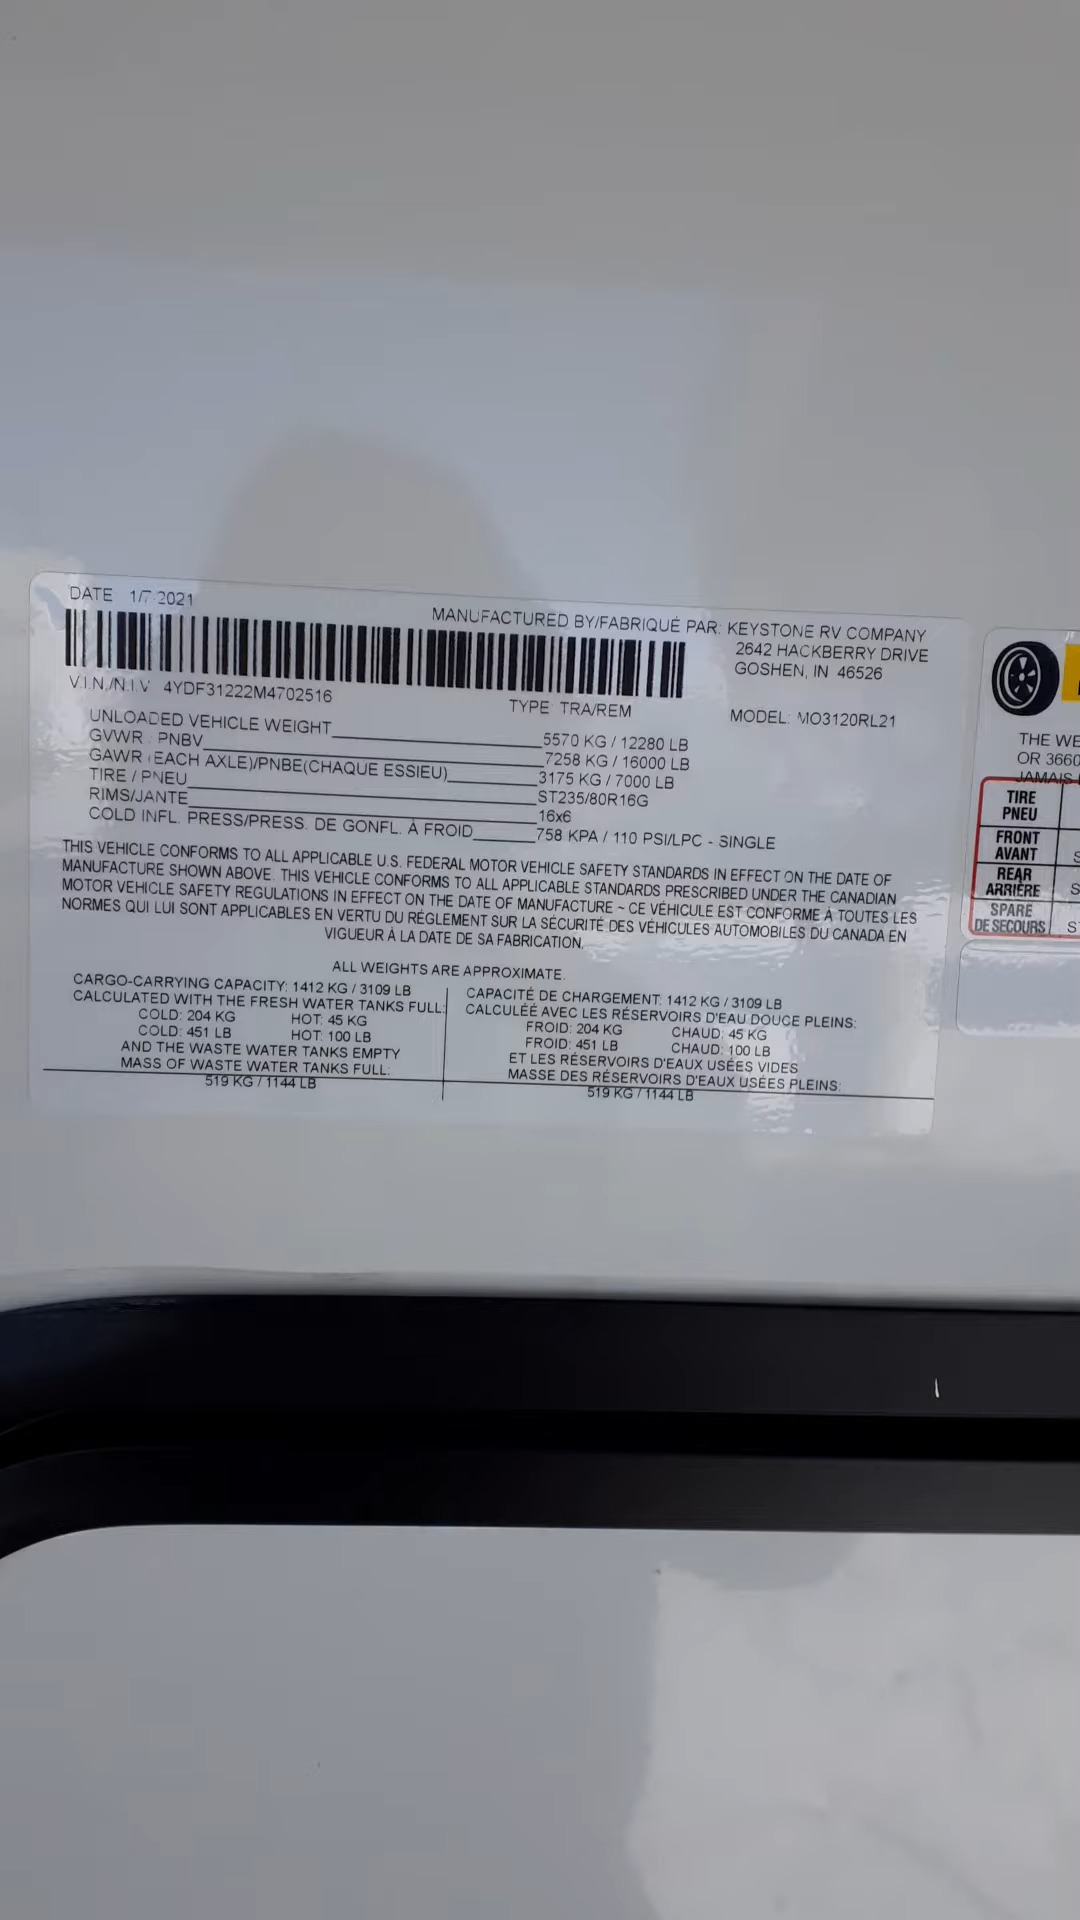 DATE 1/7/2021
MANUFACTURED BY/FABRIQUÉ PAR: KEYSTONE RV COMPANY
2642 HACKBERRY DRIVE
GOSHEN, IN 46526
V.I.N./N.I.V 4YDF31222M4702516
TYPE TRA/REM
MODEL: MO3120RL21
UNLOADED VEHICLE WEIGHT 5570 KG / 12280 LB
GVWR / PNBV 7258 KG / 16000 LB
GAWR (EACH AXLE)/PNBE(CHAQUE ESSIEU) 3175 KG / 7000 LB
TIRE / PNEU ST235/80R16G
RIMS/JANTE 16x6
COLD INFL. PRESS/PRESS. DE GONFL. À FROID 758 KPA / 110 PSI/LPC - SINGLE
THIS VEHICLE CONFORMS TO ALL APPLICABLE U.S. FEDERAL MOTOR VEHICLE SAFETY STANDARDS IN EFFECT ON THE DATE OF
MANUFACTURE SHOWN ABOVE. THIS VEHICLE CONFORMS TO ALL APPLICABLE STANDARDS PRESCRIBED UNDER THE CANADIAN
MOTOR VEHICLE SAFETY REGULATIONS IN EFFECT ON THE DATE OF MANUFACTURE ~ CE VÉHICULE EST CONFORME À TOUTES LES
NORMES QUI LUI SONT APPLICABLES EN VERTU DU RÉGLEMENT SUR LA SÉCURITÉ DES VÉHICULES AUTOMOBILES DU CANADA EN
VIGUEUR À LA DATE DE SA FABRICATION.
ALL WEIGHTS ARE APPROXIMATE.
CARGO-CARRYING CAPACITY: 1412 KG / 3109 LB
CALCULATED WITH THE FRESH WATER TANKS FULL:
COLD: 204 KG HOT: 45 KG
COLD: 451 LB HOT: 100 LB
AND THE WASTE WATER TANKS EMPTY
MASS OF WASTE WATER TANKS FULL:
519 KG / 1144 LB
CAPACITÉ DE CHARGEMENT: 1412 KG / 3109 LB
CALCULÉE AVEC LES RÉSERVOIRS D'EAU DOUCE PLEINS:
FROID: 204 KG CHAUD: 45 KG
FROID: 451 LB CHAUD: 100 LB
ET LES RÉSERVOIRS D'EAUX USÉES VIDES
MASSE DES RÉSERVOIRS D'EAUX USÉES PLEINS:
519 KG / 1144 LB
THE WE
OR 3660
JAMAIS
TIRE
PNEU
FRONT
AVANT
REAR
ARRIÈRE
SPARE
DE SECOURS